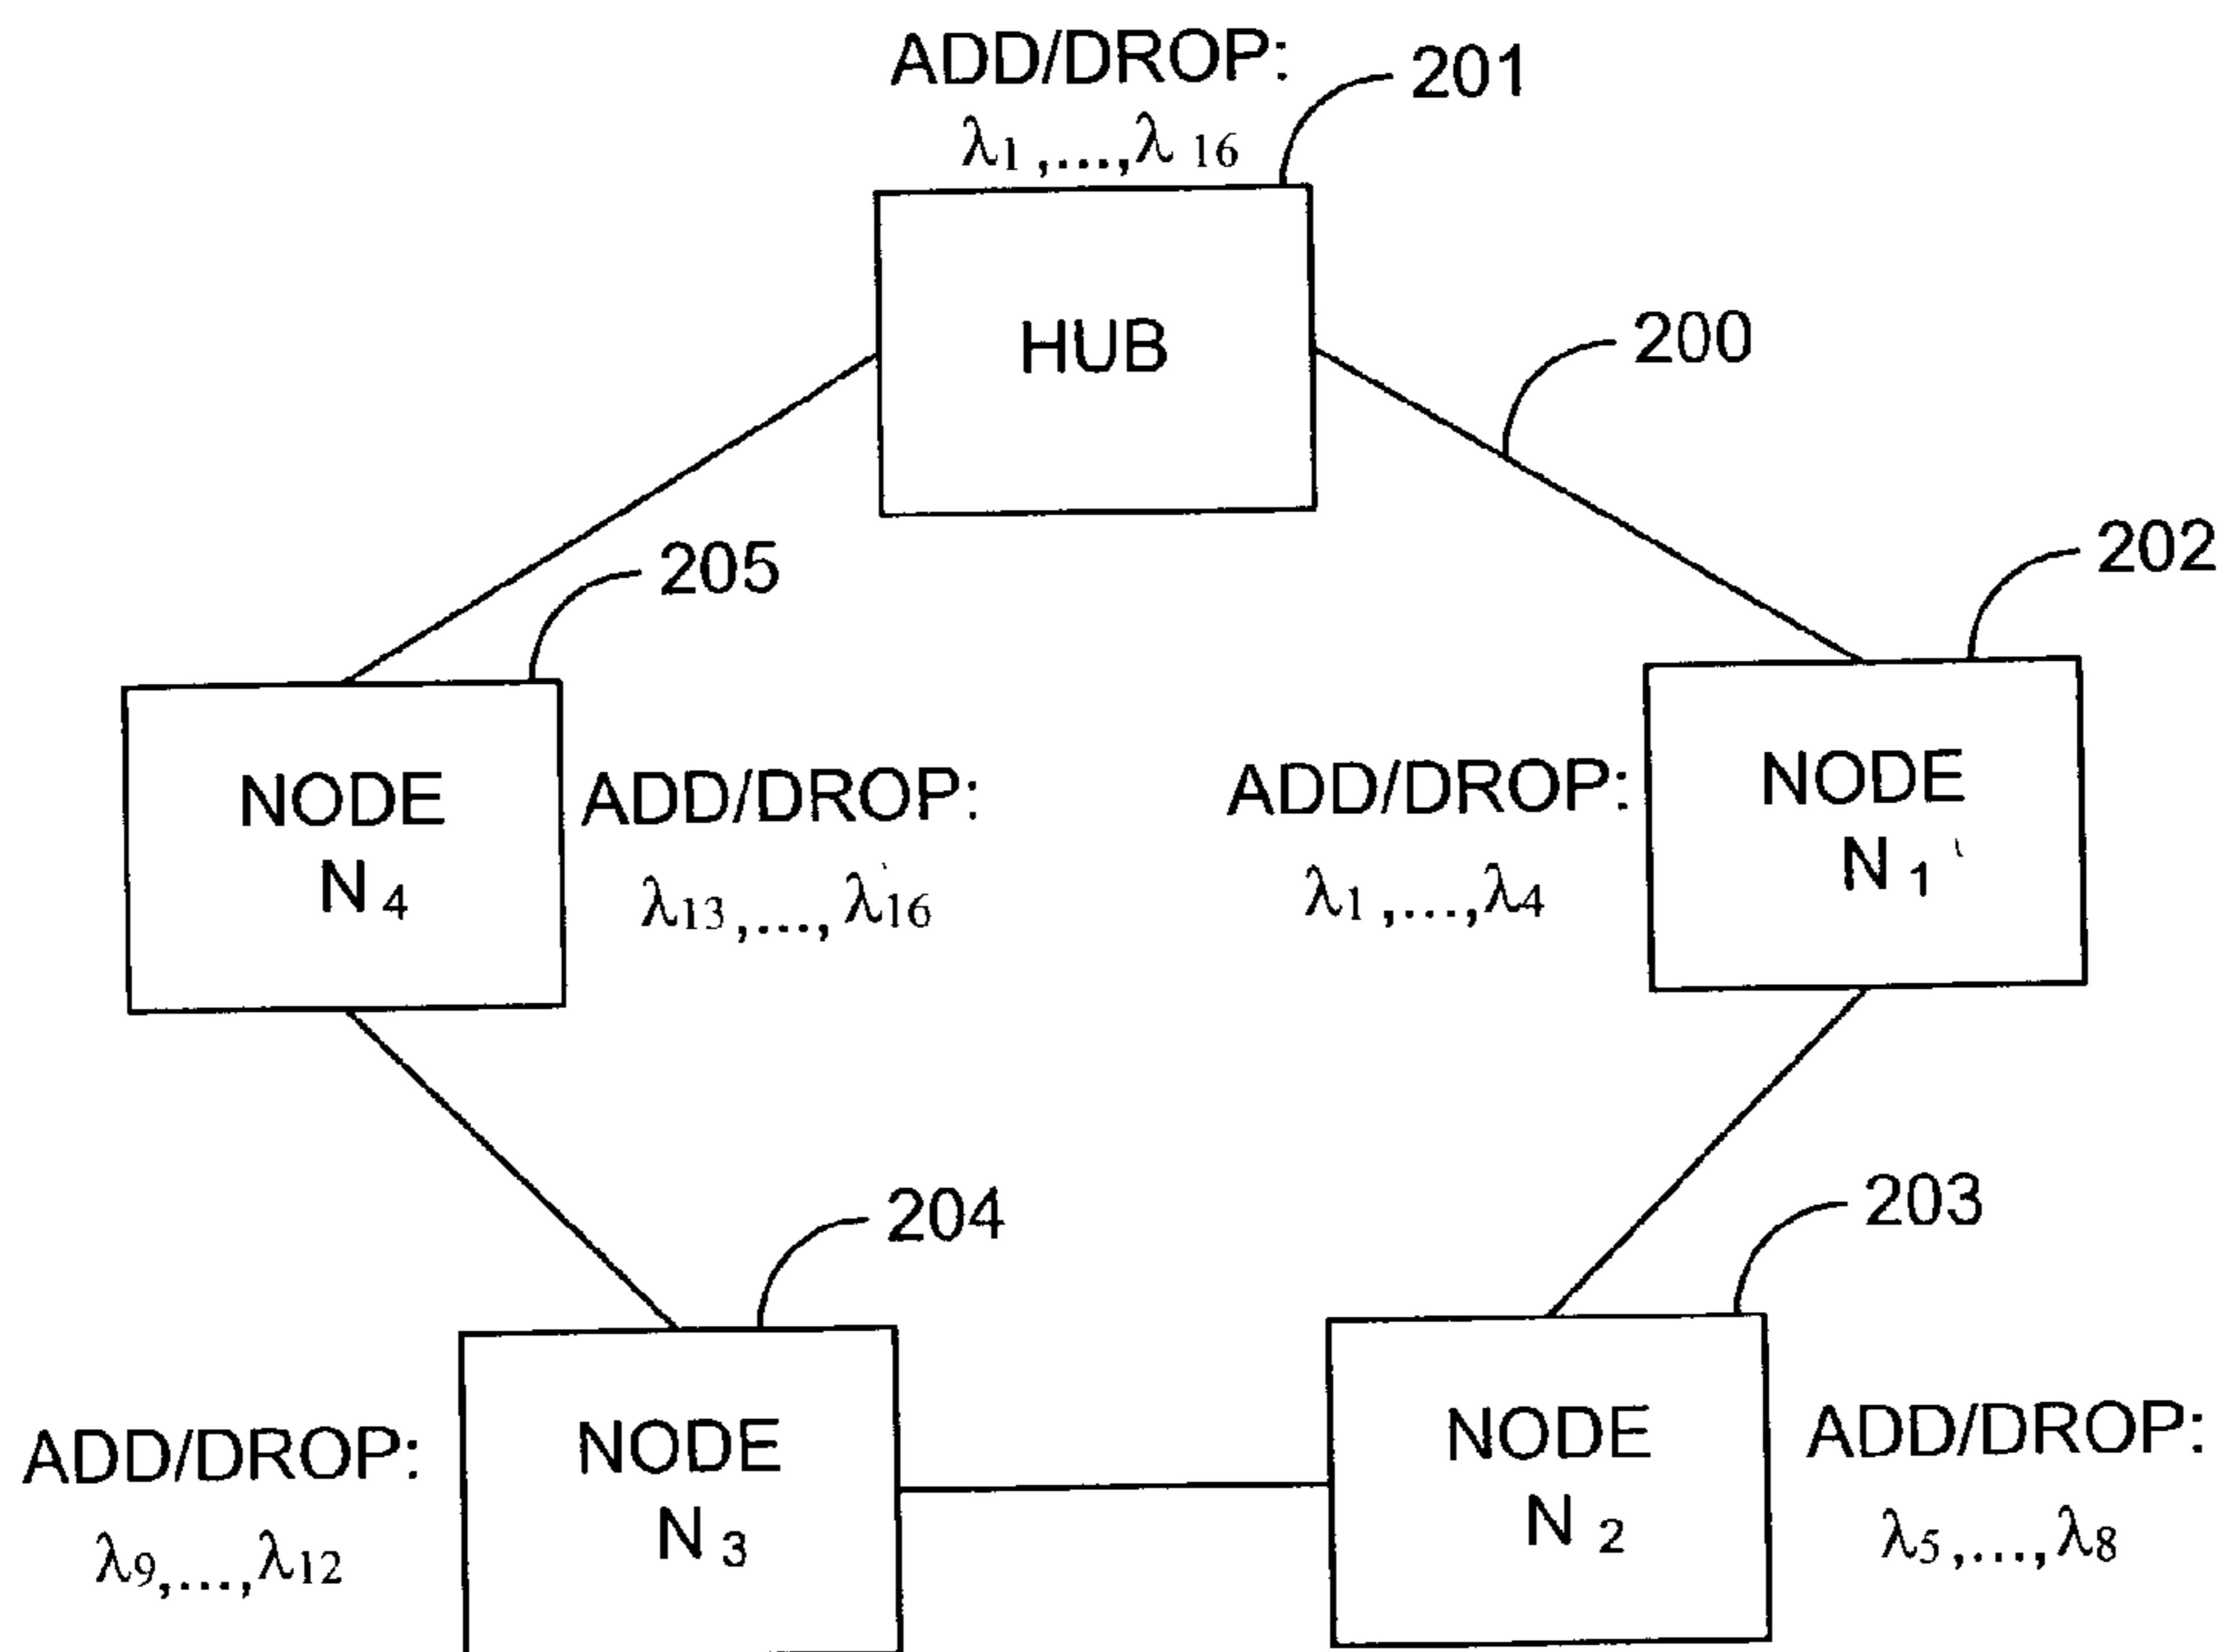 ADD/DROP:
λ1,...,λ16
201
HUB
200
205
202
NODE
N4
ADD/DROP:
λ13,...,λ16
ADD/DROP:
λ1,...,λ4
NODE
N1
204
203
ADD/DROP:
λ9,...,λ12
NODE
N3
NODE
N2
ADD/DROP:
λ5,...,λ8